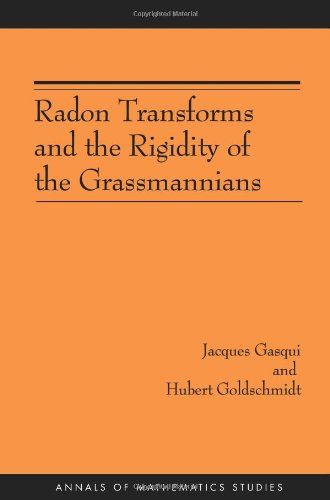 Radon Transforms
and the Rigidity of
the Grassmannians
Jacques Gasqui
and
Hubert Goldschmidt
ANNALS OF MATHEMATICS STUDIES